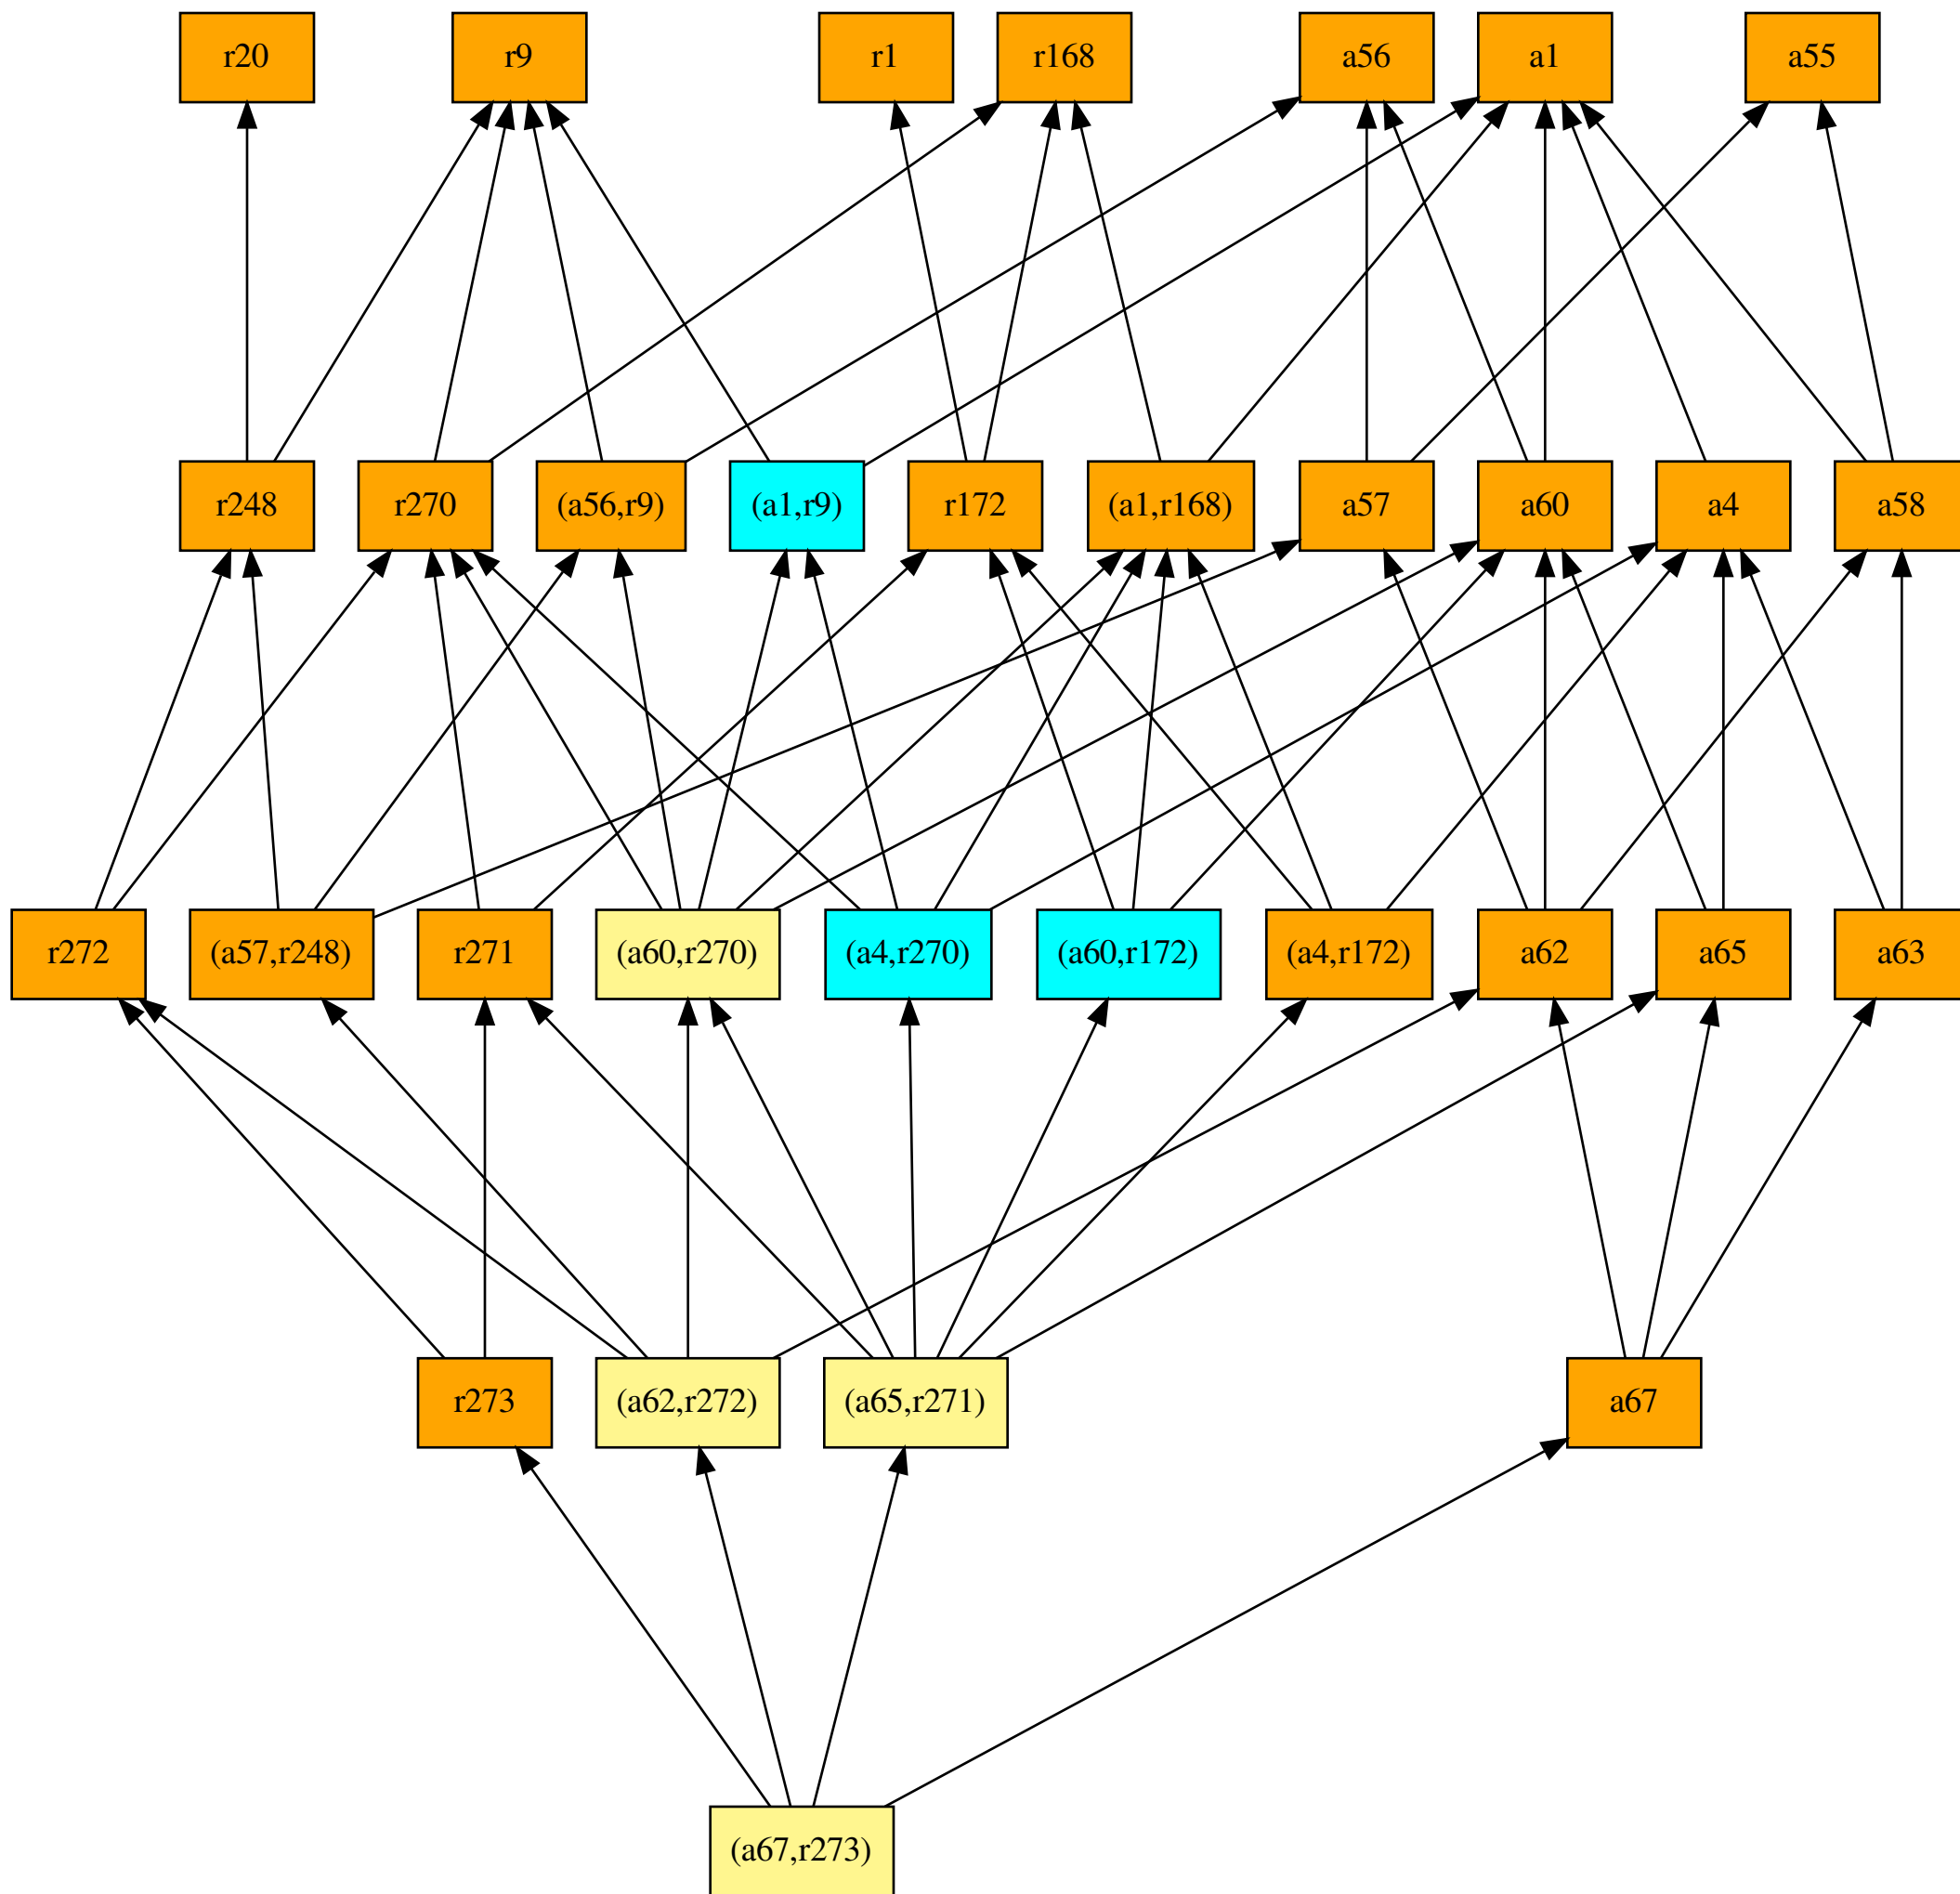 r20
r9
r1
r168
a56
a1
a55
r248
r270
(a56,r9)
(a1,r9)
r172
(a1,r168)
a57
a60
a4
a58
r272
(a57,r248)
r271
(a60,r270)
(a4,r270)
(a60,r172)
(a4,r172)
a62
a65
a63
r273
(a62,r272)
(a65,r271)
a67
(a67,r273)